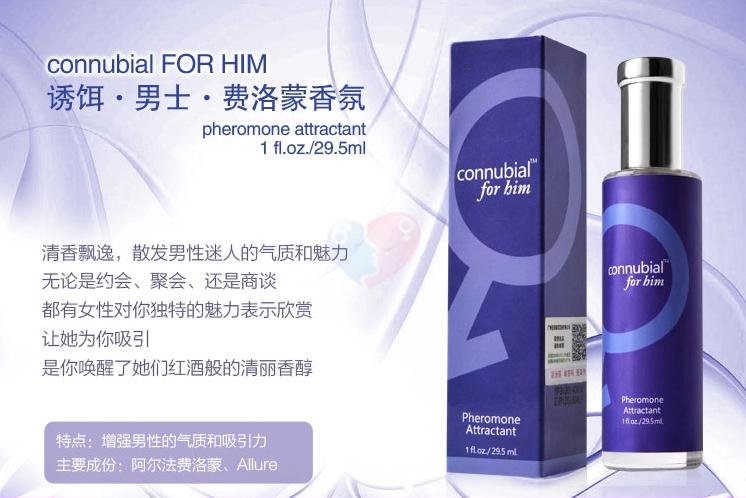 connubial FOR HIM
诱饵·男士·费洛蒙香氛
pheromone attractant
1 fl.oz./29.5ml
清香飘逸，散发男性迷人的气质和魅力
无论是约会、聚会、还是商谈
都有女性对你独特的魅力表示欣赏
让她为你吸引
是你唤醒了她们红酒般的清丽香醇
特点：增强男性的气质和吸引力
主要成份：阿尔法费洛蒙、Allure
connubial™
for him
Pheromone
Attractant
1 fl.oz./29.5 ml.
connubial™
for him
Pheromone
Attractant
1 fl.oz./29.5ml.